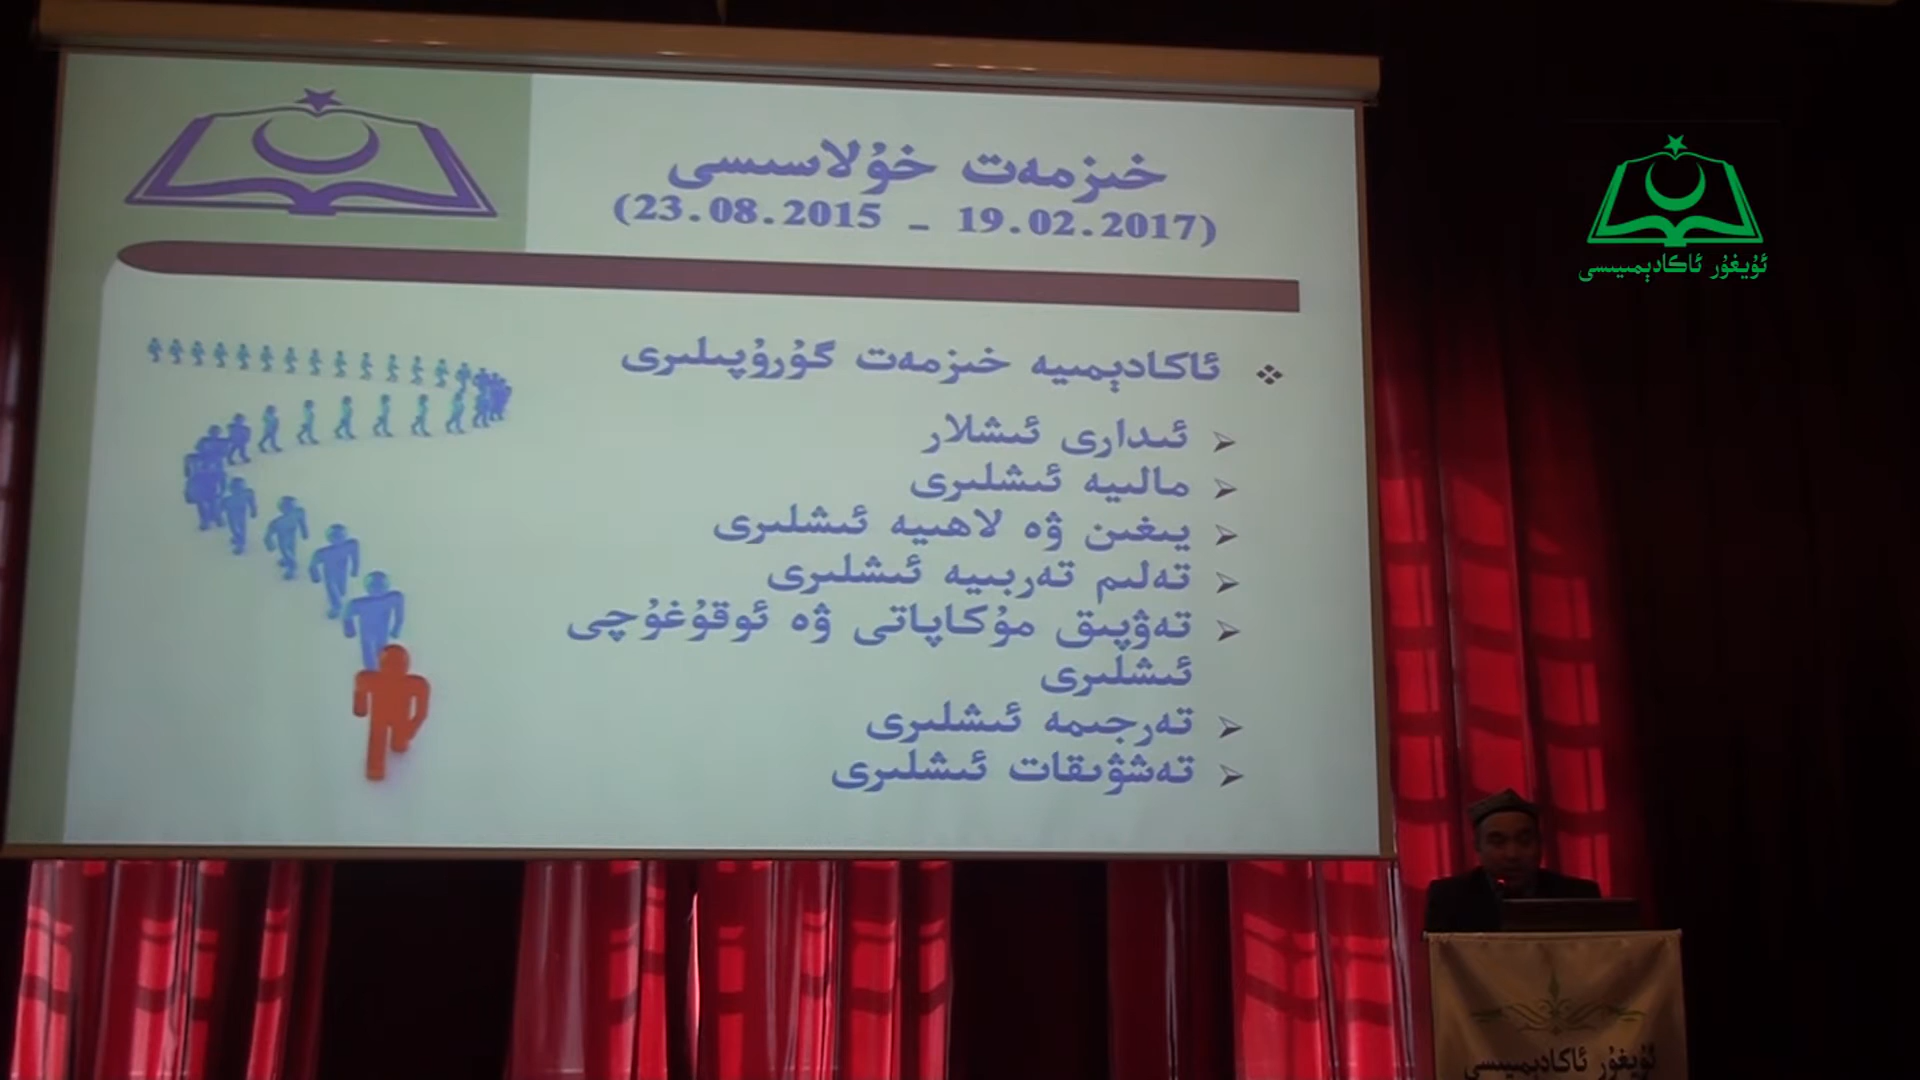 خىزمەت خۇلاسىسى
(23.08.2015 - 19.02.2017)
ئاكادېمىيە خىزمەت گۇرۇپىلىرى
ئىدارى ئىشلار
مالىيە ئىشلىرى
يىغىن ۋە لاھىيە ئىشلىرى
تەلىم تەربىيە ئىشلىرى
تەۋپىق مۇكاپاتى ۋە ئوقۇغۇچى
ئىشلىرى
تەرجىمە ئىشلىرى
تەشۋىقات ئىشلىرى
ئۇيغۇر ئاكادېمىيىسى
ئۇيغۇر ئاكادېمىيىسى